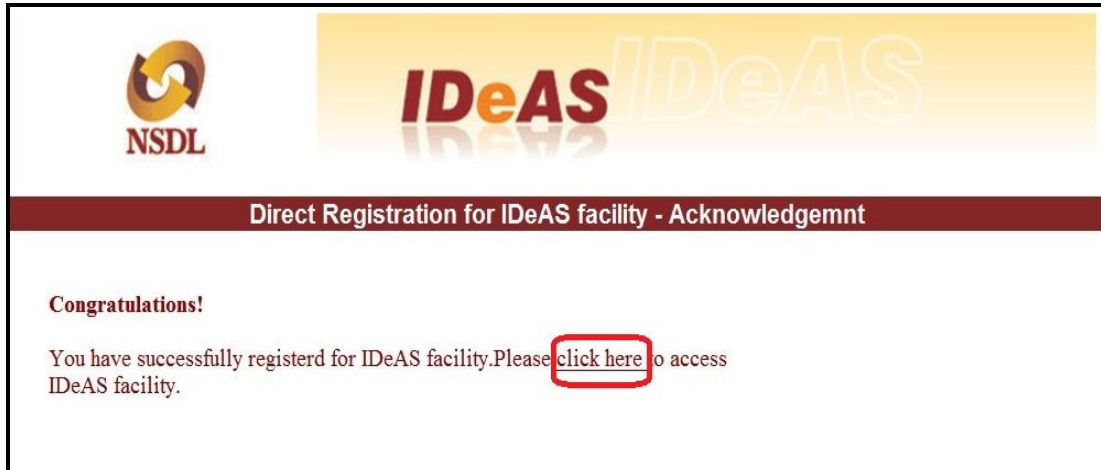 NSDL
IDeAS IDeAS
Direct Registration for IDeAS facility - Acknowledgemnt
Congratulations!
You have successfully registerd for IDeAS facility.Please click here to access
IDeAS facility.